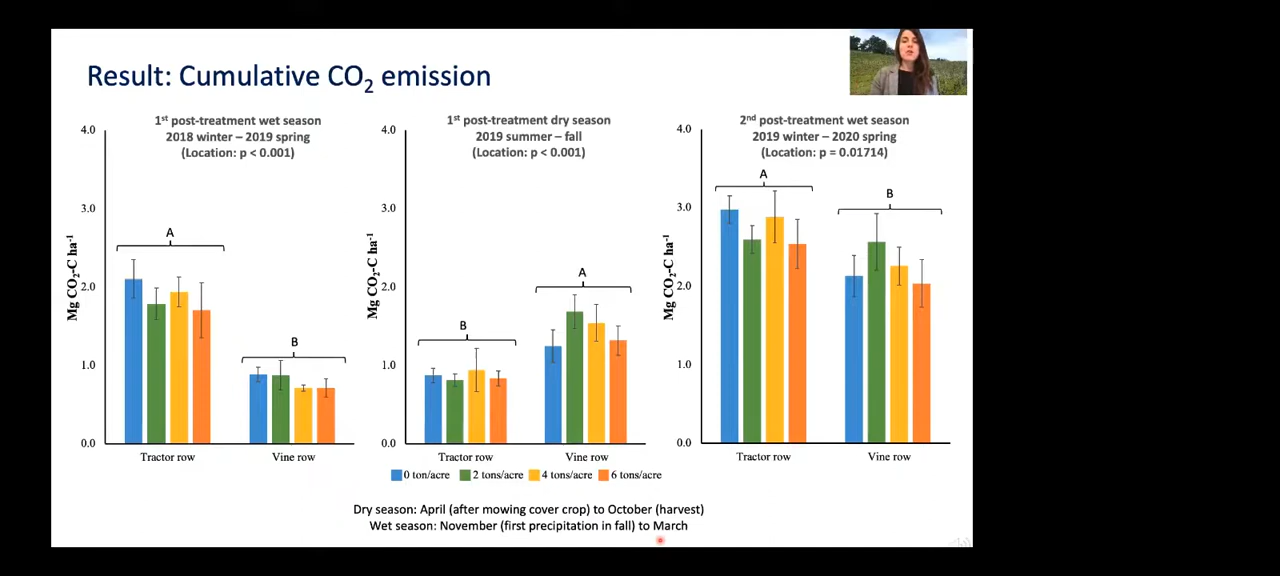 Result: Cumulative CO2 emission
1st post-treatment wet season
2018 winter – 2019 spring
(Location: p < 0.001)
4.0
3.0
2.0
1.0
0.0
Mg CO2-C ha-1
A
B
Tractor row
Vine row
1st post-treatment dry season
2019 summer – fall
(Location: p < 0.001)
4.0
3.0
2.0
1.0
0.0
Mg CO2-C ha-1
B
A
Tractor row
Vine row
2nd post-treatment wet season
2019 winter – 2020 spring
(Location: p = 0.01714)
4.0
3.0
2.0
1.0
0.0
Mg CO2-C ha-1
A
B
Tractor row
Vine row
0 ton/acre 2 tons/acre 4 tons/acre 6 tons/acre
Dry season: April (after mowing cover crop) to October (harvest)
Wet season: November (first precipitation in fall) to March